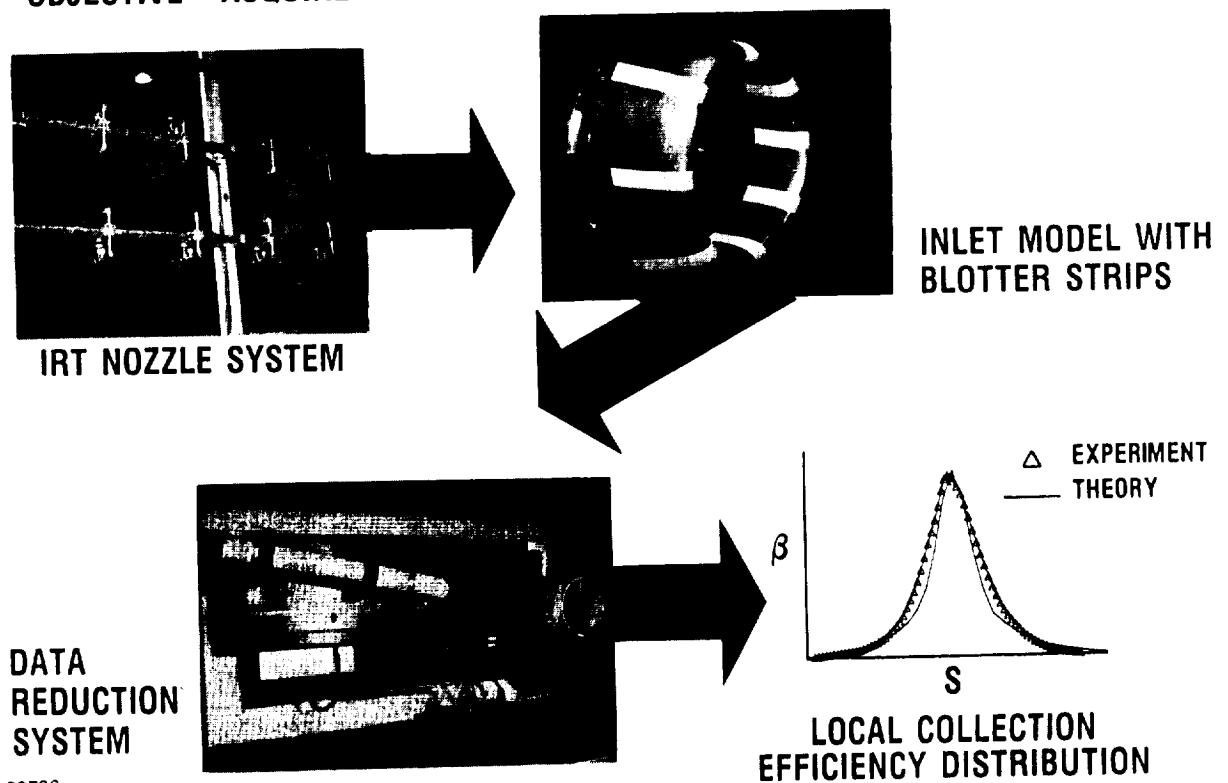 IRT NOZZLE SYSTEM
INLET MODEL WITH
BLOTTER STRIPS
DATA
REDUCTION
SYSTEM
△ EXPERIMENT
— THEORY
β
S
LOCAL COLLECTION
EFFICIENCY DISTRIBUTION